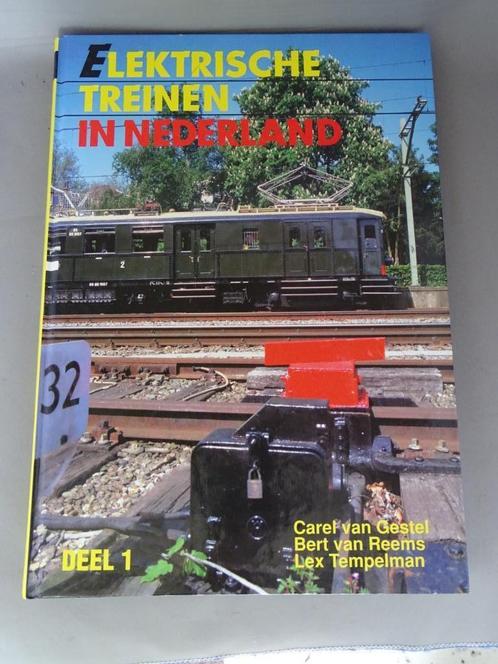 ELEKTRISCHE
TREINEN
IN NEDERLAND
2
32
Carel van Gestel
Bert van Reems
Lex Tempelman
DEEL 1